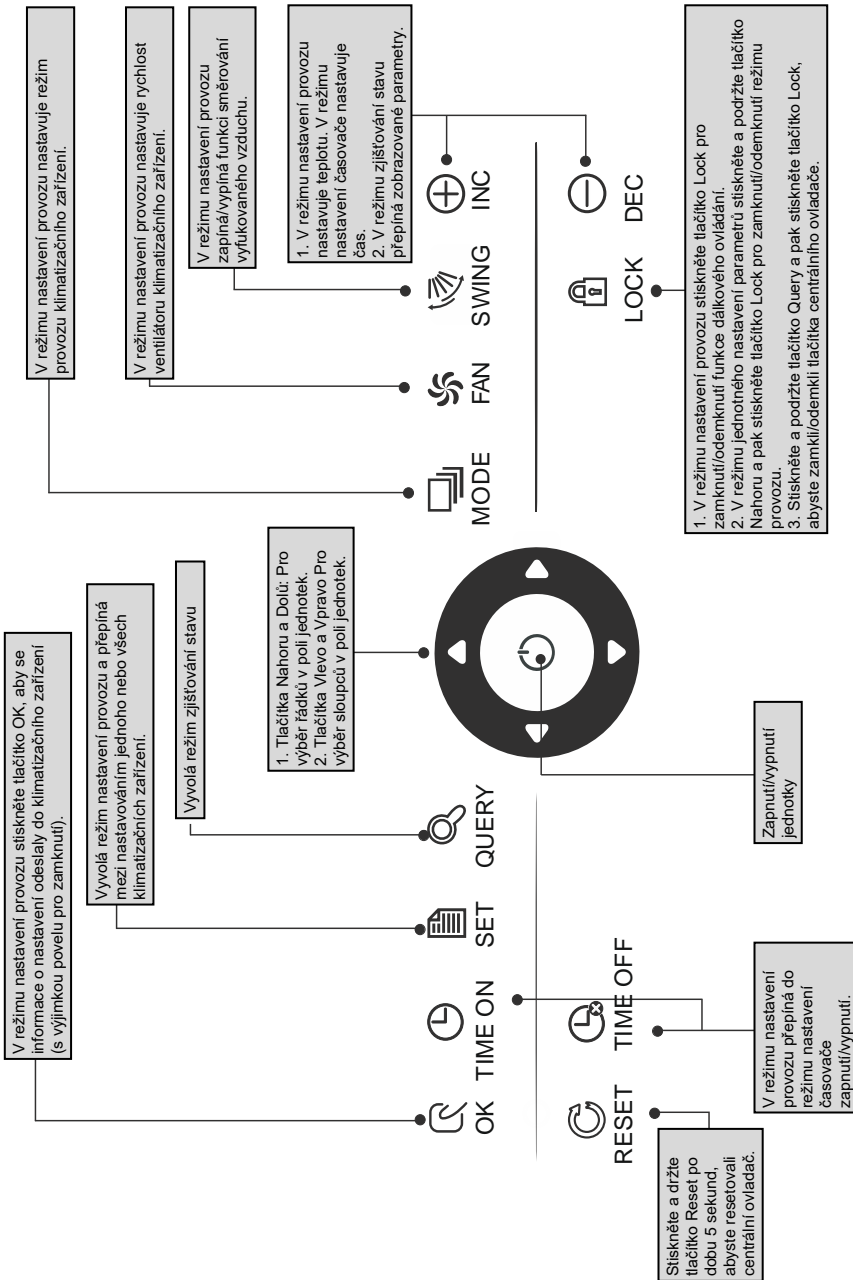 V režimu nastavení provozu stiskněte tlačítko OK, aby se
informace o nastavení odeslaly do klimatizačního zařízení
(s výjimkou povelu pro zamknutí).
Vyvolá režim nastavení provozu a přepíná
mezi nastavováním jednoho nebo všech
klimatizačních zařízení.
Vyvolá režim zjišťování stavu
1. Tlačítka Nahoru a Dolů: Pro
výběr řádků v poli jednotek.
2. Tlačítka Vlevo a Vpravo Pro
výběr sloupců v poli jednotek.
V režimu nastavení provozu nastavuje režim
provozu klimatizačního zařízení.
V režimu nastavení provozu nastavuje rychlost
ventilátoru klimatizačního zařízení.
V režimu nastavení provozu
zapíná/vypíná funkci směrování
vyfukovaného vzduchu.
1. V režimu nastavení provozu
nastavuje teplotu. V režimu
nastavení časovače nastavuje
čas.
2. V režimu zjišťování stavu
přepíná zobrazované parametry.
OK
TIME ON
SET
QUERY
MODE
FAN
SWING
INC
RESET
TIME OFF
LOCK
DEC
Stiskněte a držte
tlačítko Reset po
dobu 5 sekund,
abyste resetovali
centrální ovladač.
V režimu nastavení
provozu přepíná do
režimu nastavení
časovače
zapnutí/vypnutí.
Zapnutí/vypnutí
jednotky
1. V režimu nastavení provozu stiskněte tlačítko Lock pro
zamknutí/odemknutí funkce dálkového ovládání.
2. V režimu jednotného nastavení parametrů stiskněte a podržte tlačítko
Nahoru a pak stiskněte tlačítko Lock pro zamknutí/odemknutí režimu
provozu.
3. Stiskněte a podržte tlačítko Query a pak stiskněte tlačítko Lock,
abyste zamkli/odemkli tlačítka centrálního ovladače.